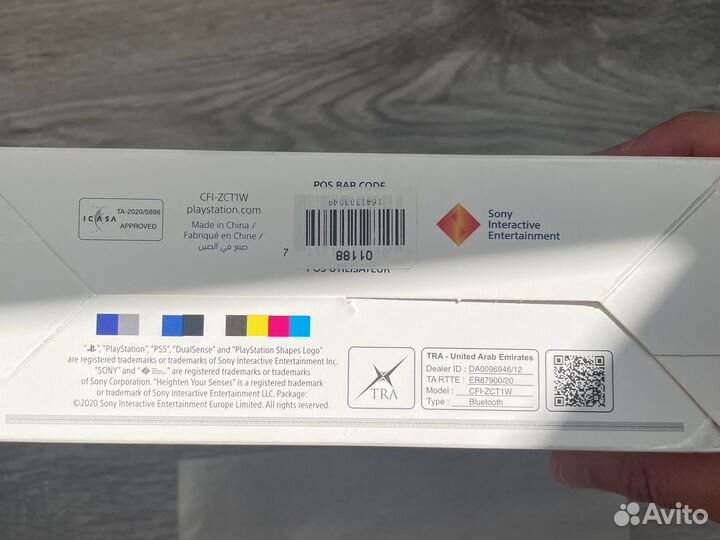 ICASA
TA-2020/5696
APPROVED
CFI-ZCT1W
playstation.com
Made in China /
Fabriqué en Chine /
صنع في الصين
POS BAR CODE
1641303049
01188
7
POS UTILISATEUR
Sony
Interactive
Entertainment
", "PlayStation", "PS5", "DualSense" and "PlayStation Shapes Logo"
are registered trademarks or trademarks of Sony Interactive Entertainment Inc.
"SONY" and " " are registered trademarks or trademarks
of Sony Corporation. "Heighten Your Senses" is a registered trademark
or trademark of Sony Interactive Entertainment LLC. Package:
©2020 Sony Interactive Entertainment Europe Limited. All rights reserved.
TRA
TRA - United Arab Emirates
Dealer ID : DA0096946/12
TA RTTE : ER87900/20
Model : CFI-ZCT1W
Type : Bluetooth
Avito